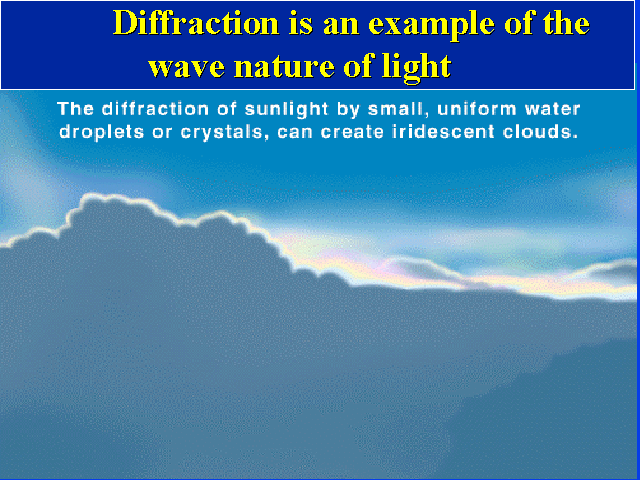 Diffraction is an example of the
wave nature of light
The diffraction of sunlight by small, uniform water
droplets or crystals, can create iridescent clouds.